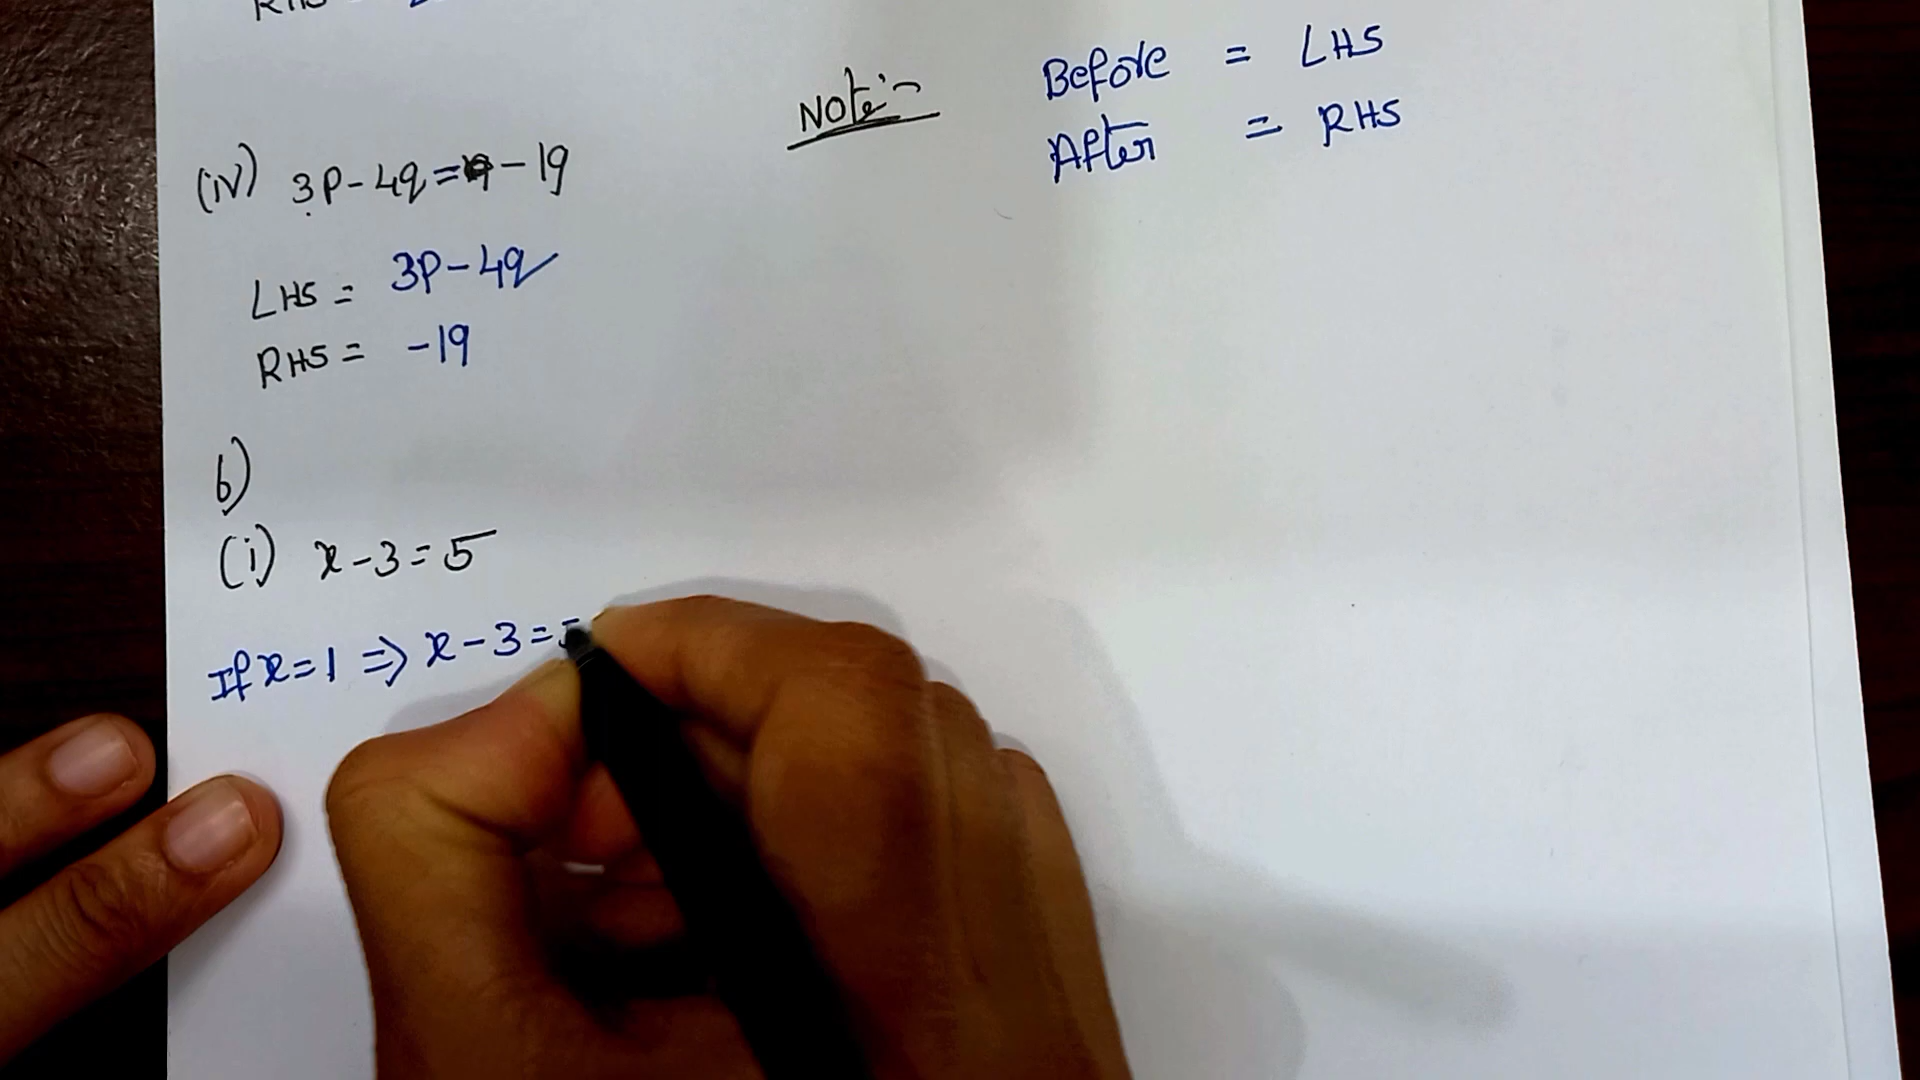 Note:-
Before = LHS
After = RHS
(iv) 3P-4q= -19
LHS = 3P-4q
RHS = -19
6)
(i) x-3=5
If x=1 => x-3=5